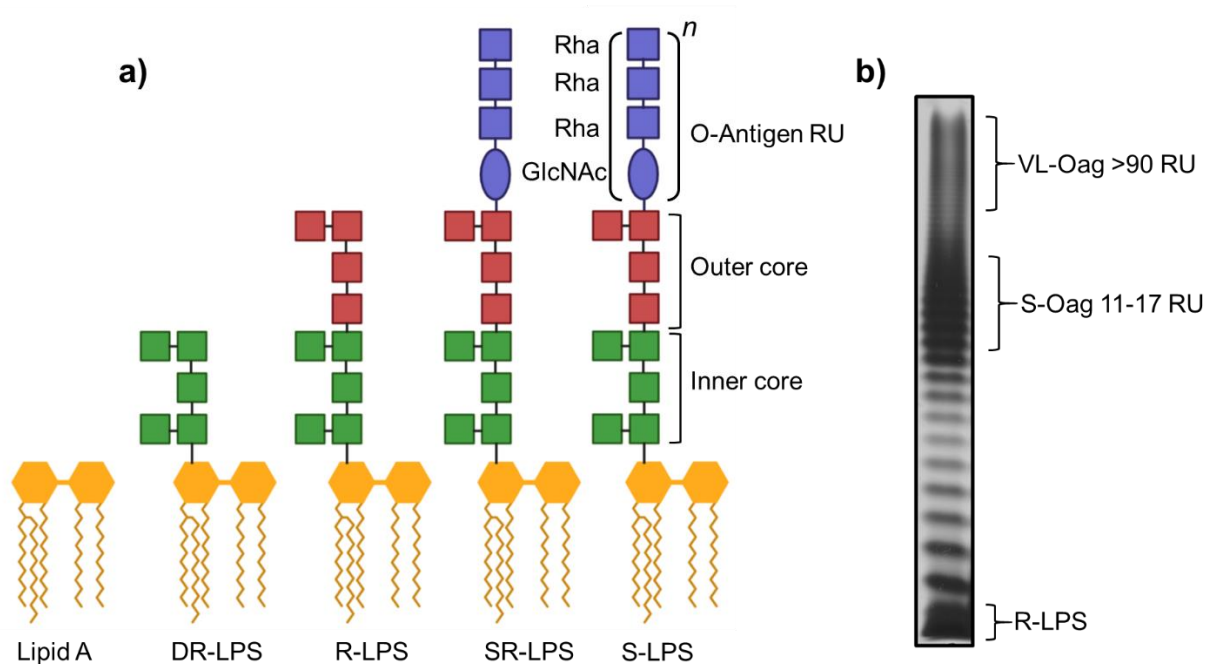 a)
Rha
Rha
Rha
GlcNAc
n
O-Antigen RU
Outer core
Inner core
Lipid A
DR-LPS
R-LPS
SR-LPS
S-LPS
b)
VL-Oag >90 RU
S-Oag 11-17 RU
R-LPS